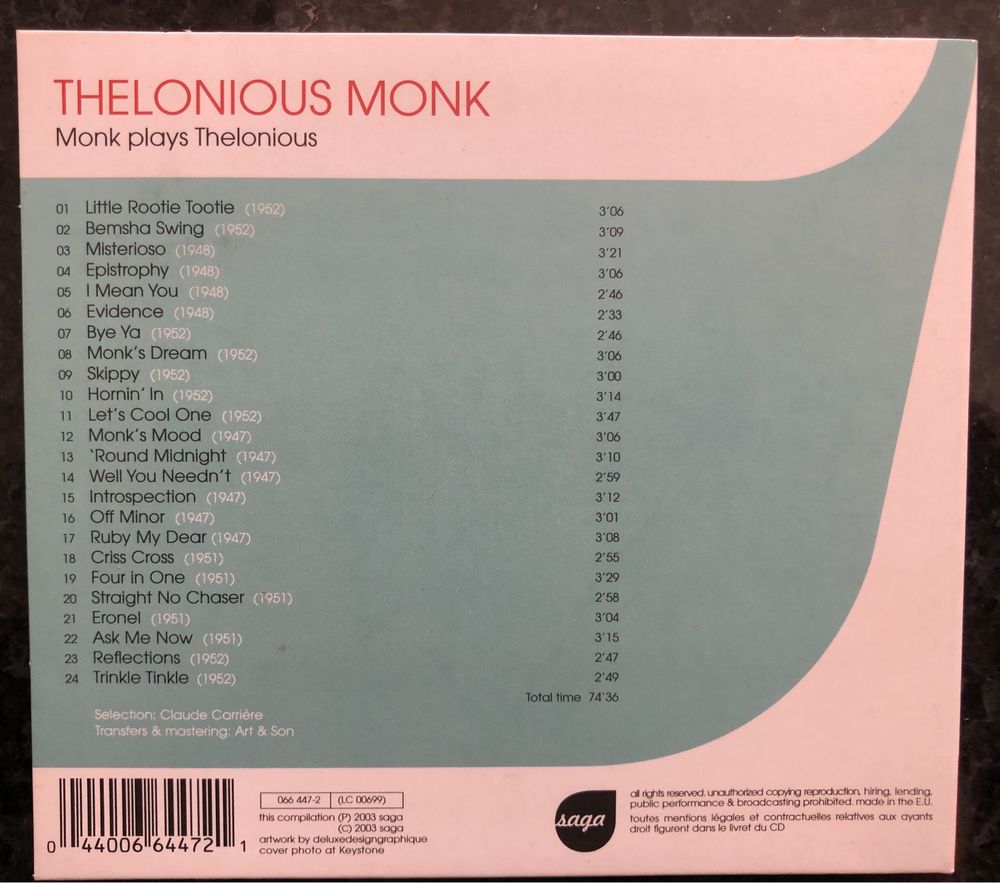 THELONIOUS MONK
Monk plays Thelonious
01 Little Rootie Tootie (1952) 3'06
02 Bemsha Swing (1952) 3'09
03 Misterioso (1948) 3'21
04 Epistrophy (1948) 3'06
05 I Mean You (1948) 2'46
06 Evidence (1948) 2'33
07 Bye Ya (1952) 2'46
08 Monk's Dream (1952) 3'06
09 Skippy (1952) 3'00
10 Hornin' In (1952) 3'14
11 Let's Cool One (1952) 3'47
12 Monk's Mood (1947) 3'06
13 'Round Midnight (1947) 3'10
14 Well You Needn't (1947) 2'59
15 Introspection (1947) 3'12
16 Off Minor (1947) 3'01
17 Ruby My Dear (1947) 3'08
18 Criss Cross (1951) 2'55
19 Four in One (1951) 3'29
20 Straight No Chaser (1951) 2'58
21 Eronel (1951) 3'04
22 Ask Me Now (1951) 3'15
23 Reflections (1952) 2'47
24 Trinkle Tinkle (1952) 2'49
Total time 74'36
Selection: Claude Carrière
Transfers & mastering: Art & Son
0 44006 64472 1
066 447-2 (LC 00699)
this compilation (P) 2003 saga
(C) 2003 saga
artwork by deluxedesigngraphique
cover photo at Keystone
saga
all rights reserved. unauthorized copying reproduction, hiring, lending,
public performance & broadcasting prohibited. made in the E.U.
toutes mentions légales et contractuelles relatives aux ayants
droit figurent dans le livret du CD